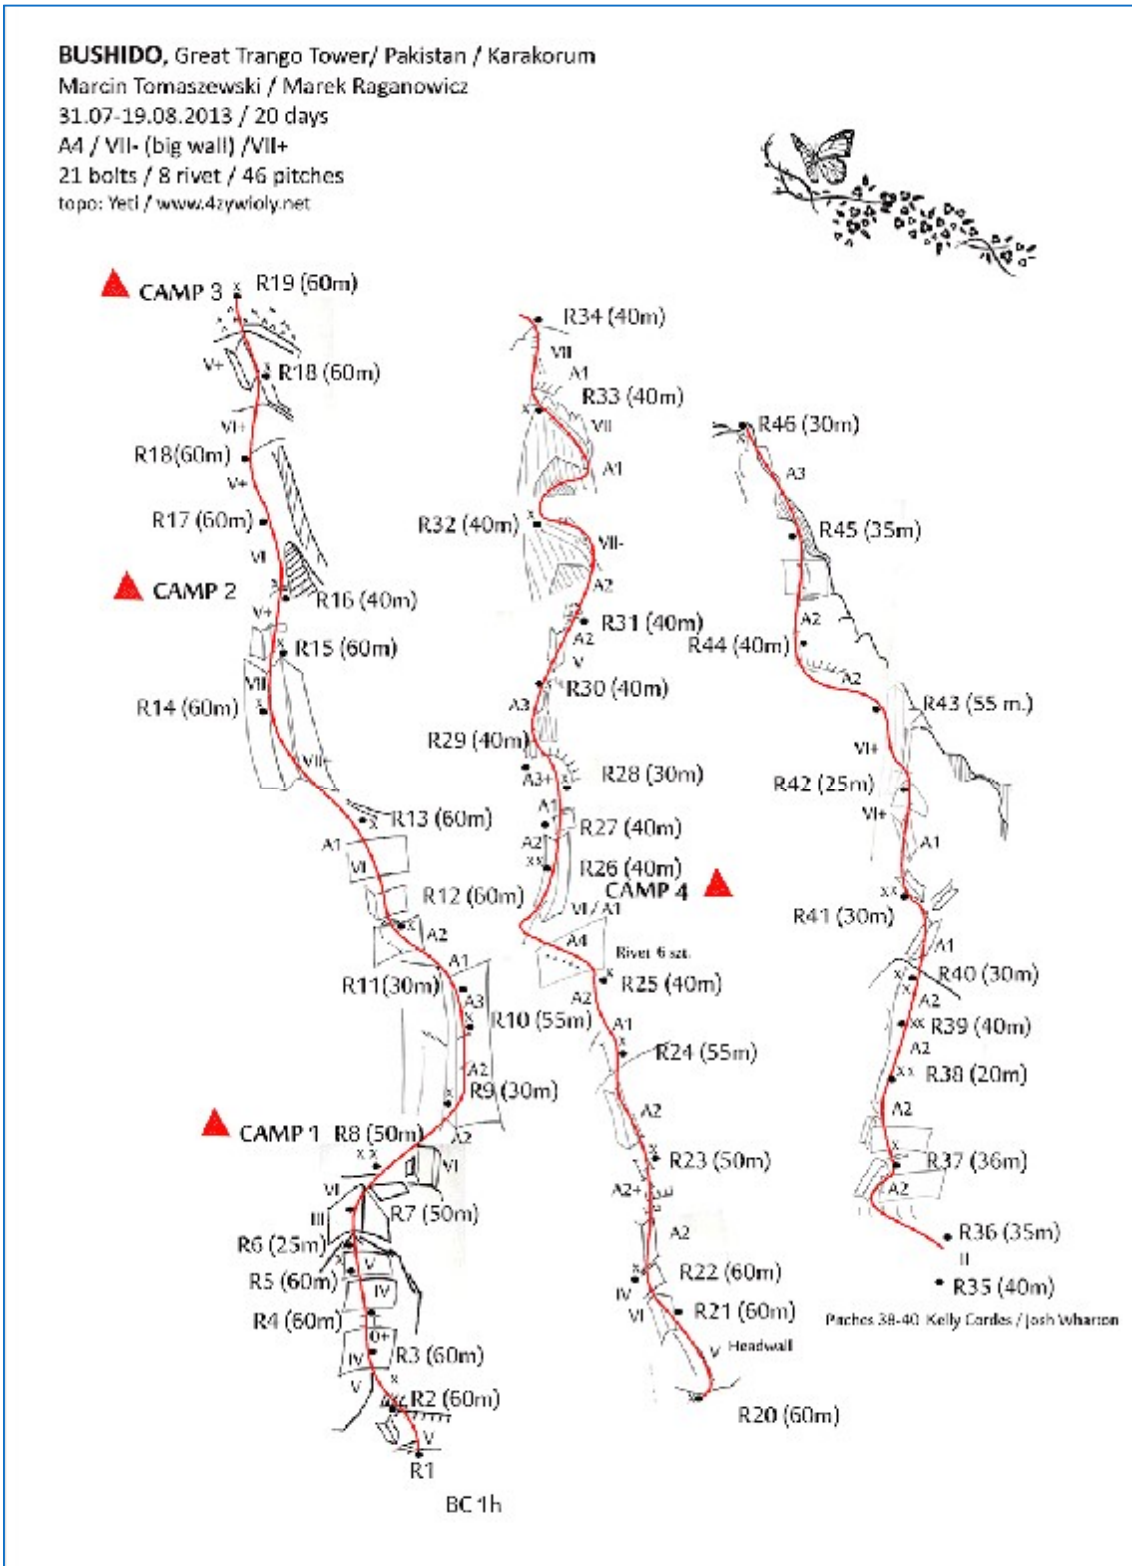 BUSHIDO, Great Trango Tower/ Pakistan / Karakorum
Marcin Tomaszewski / Marek Raganowicz
31.07-19.08.2013 / 20 days
A4 / VII- (big wall) /VII+
21 bolts / 8 rivet / 46 pitches
topo: Yeti / www.4zywioly.net
CAMP 3
R19 (60m)
V+
R18 (60m)
VI+
R18(60m)
V+
R17 (60m)
VI
CAMP 2
R16 (40m)
V+
R15 (60m)
VII
R14 (60m)
VII-
R13 (60m)
A1
VI
R12 (60m)
A2
A1
R11(30m)
A3
R10 (55m)
A2
R9 (30m)
A2
CAMP 1
R8 (50m)
VI
VI
III
R7 (50m)
R6 (25m)
V
R5 (60m)
IV
R4 (60m)
IV
R3 (60m)
V
R2 (60m)
V
R1
BC 1h
R34 (40m)
VII
A1
R33 (40m)
VII
A1
R32 (40m)
VII-
A2
R31 (40m)
A2
V
R30 (40m)
A3
R29 (40m)
A3+
R28 (30m)
A1
R27 (40m)
A2
R26 (40m)
CAMP 4
VI / A1
A4
Rivet 6 szt.
R25 (40m)
A2
A1
R24 (55m)
A2
R23 (50m)
A2+
A2
R22 (60m)
IV
VI
R21 (60m)
V
Headwall
R20 (60m)
R46 (30m)
A3
R45 (35m)
A2
R44 (40m)
A2
R43 (55 m.)
VI+
R42 (25m)
VI+
A1
R41 (30m)
A1
R40 (30m)
A2
R39 (40m)
A2
R38 (20m)
A2
R37 (36m)
A2
R36 (35m)
II
R35 (40m)
Pitches 38-40 Kelly Cordes / Josh Wharton